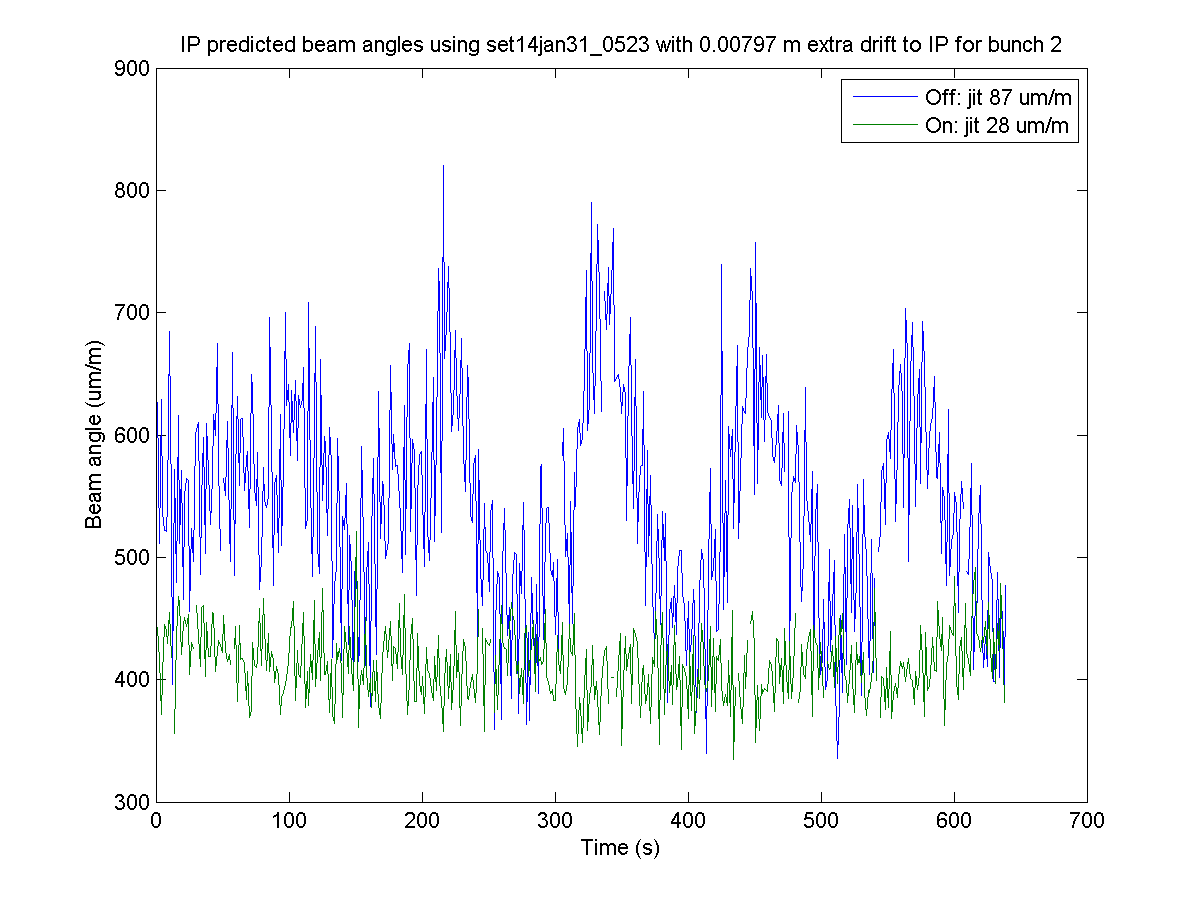 IP predicted beam angles using set14jan31_0523 with 0.00797 m extra drift to IP for bunch 2
900
800
700
600
500
400
300
Beam angle (um/m)
Off: jit 87 um/m
On: jit 28 um/m
0 100 200 300 400 500 600 700
Time (s)